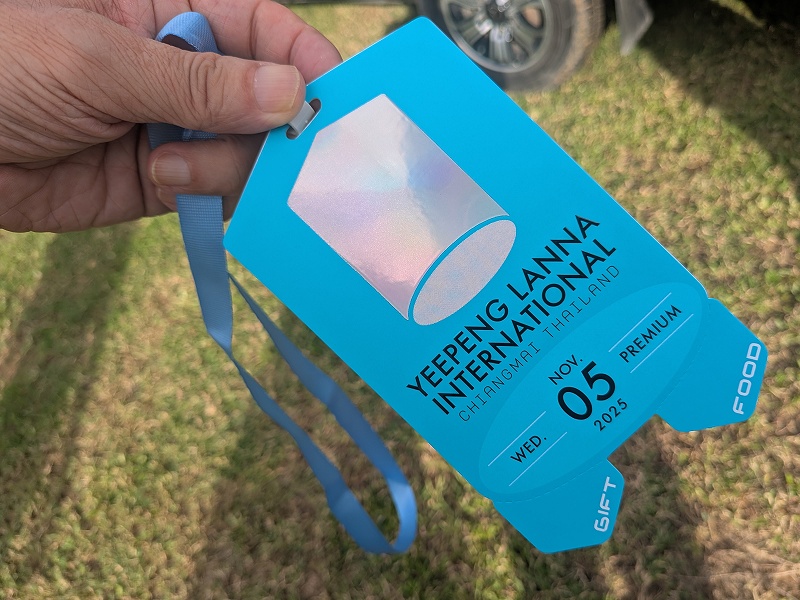 YEEPENG LANNA
INTERNATIONAL
CHIANGMAI THAILAND
WED.
NOV.
05
2025
PREMIUM
GIFT
FOOD